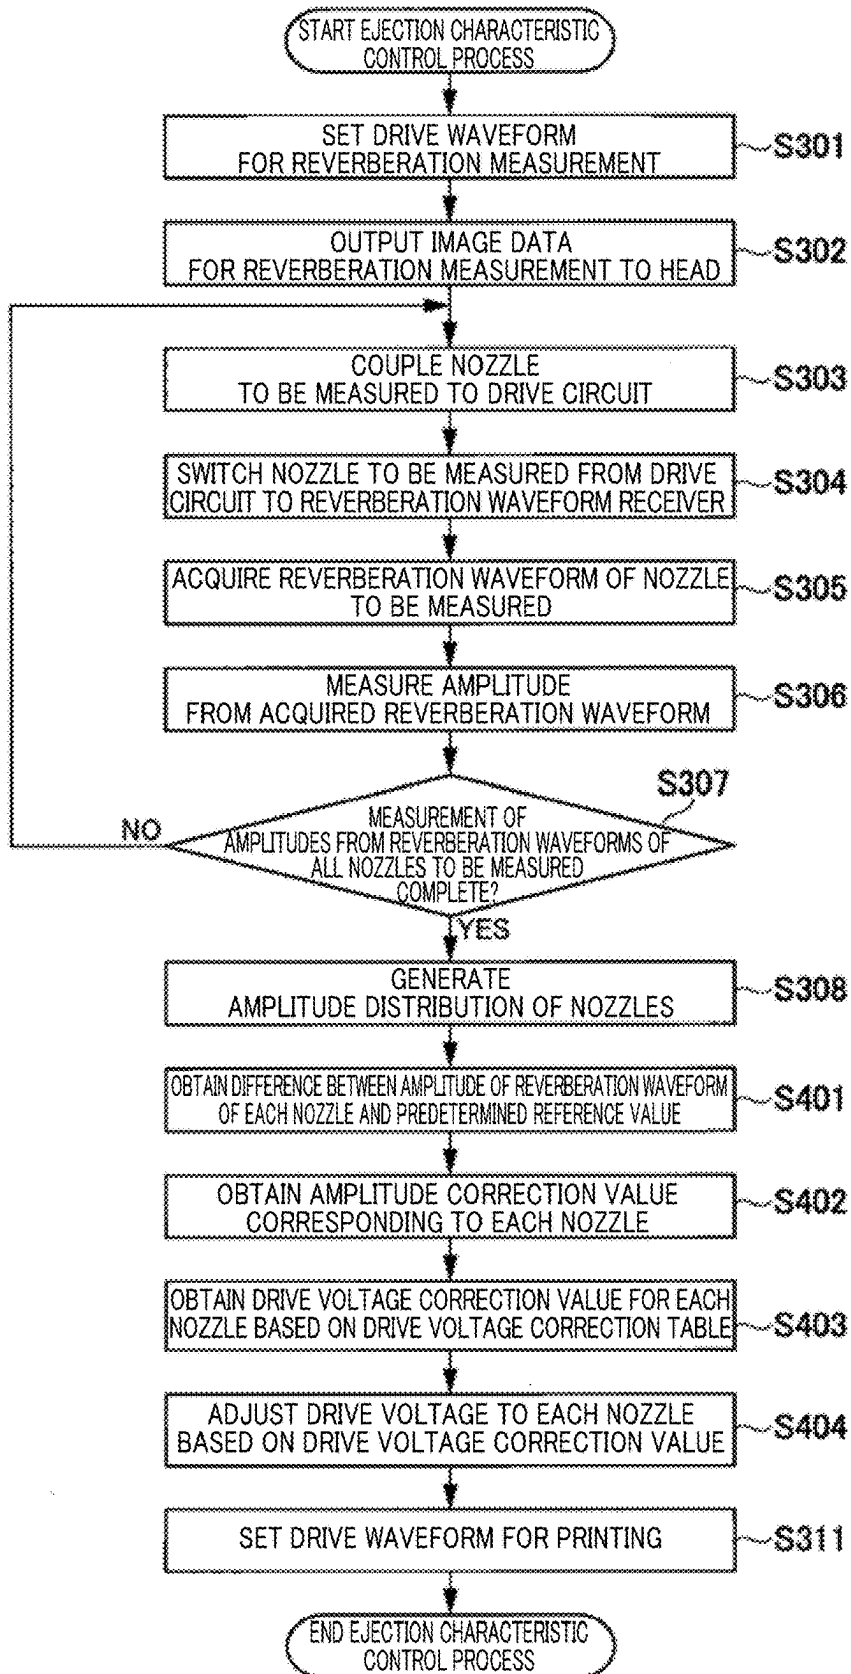 START EJECTION CHARACTERISTIC
CONTROL PROCESS
SET DRIVE WAVEFORM
FOR REVERBERATION MEASUREMENT
S301
OUTPUT IMAGE DATA
FOR REVERBERATION MEASUREMENT TO HEAD
S302
COUPLE NOZZLE
TO BE MEASURED TO DRIVE CIRCUIT
S303
SWITCH NOZZLE TO BE MEASURED FROM DRIVE
CIRCUIT TO REVERBERATION WAVEFORM RECEIVER
S304
ACQUIRE REVERBERATION WAVEFORM OF NOZZLE
TO BE MEASURED
S305
MEASURE AMPLITUDE
FROM ACQUIRED REVERBERATION WAVEFORM
S306
S307
MEASUREMENT OF
AMPLITUDES FROM REVERBERATION WAVEFORMS OF
ALL NOZZLES TO BE MEASURED
COMPLETE?
NO
YES
GENERATE
AMPLITUDE DISTRIBUTION OF NOZZLES
S308
OBTAIN DIFFERENCE BETWEEN AMPLITUDE OF REVERBERATION WAVEFORM
OF EACH NOZZLE AND PREDETERMINED REFERENCE VALUE
S401
OBTAIN AMPLITUDE CORRECTION VALUE
CORRESPONDING TO EACH NOZZLE
S402
OBTAIN DRIVE VOLTAGE CORRECTION VALUE FOR EACH
NOZZLE BASED ON DRIVE VOLTAGE CORRECTION TABLE
S403
ADJUST DRIVE VOLTAGE TO EACH NOZZLE
BASED ON DRIVE VOLTAGE CORRECTION VALUE
S404
SET DRIVE WAVEFORM FOR PRINTING
S311
END EJECTION CHARACTERISTIC
CONTROL PROCESS